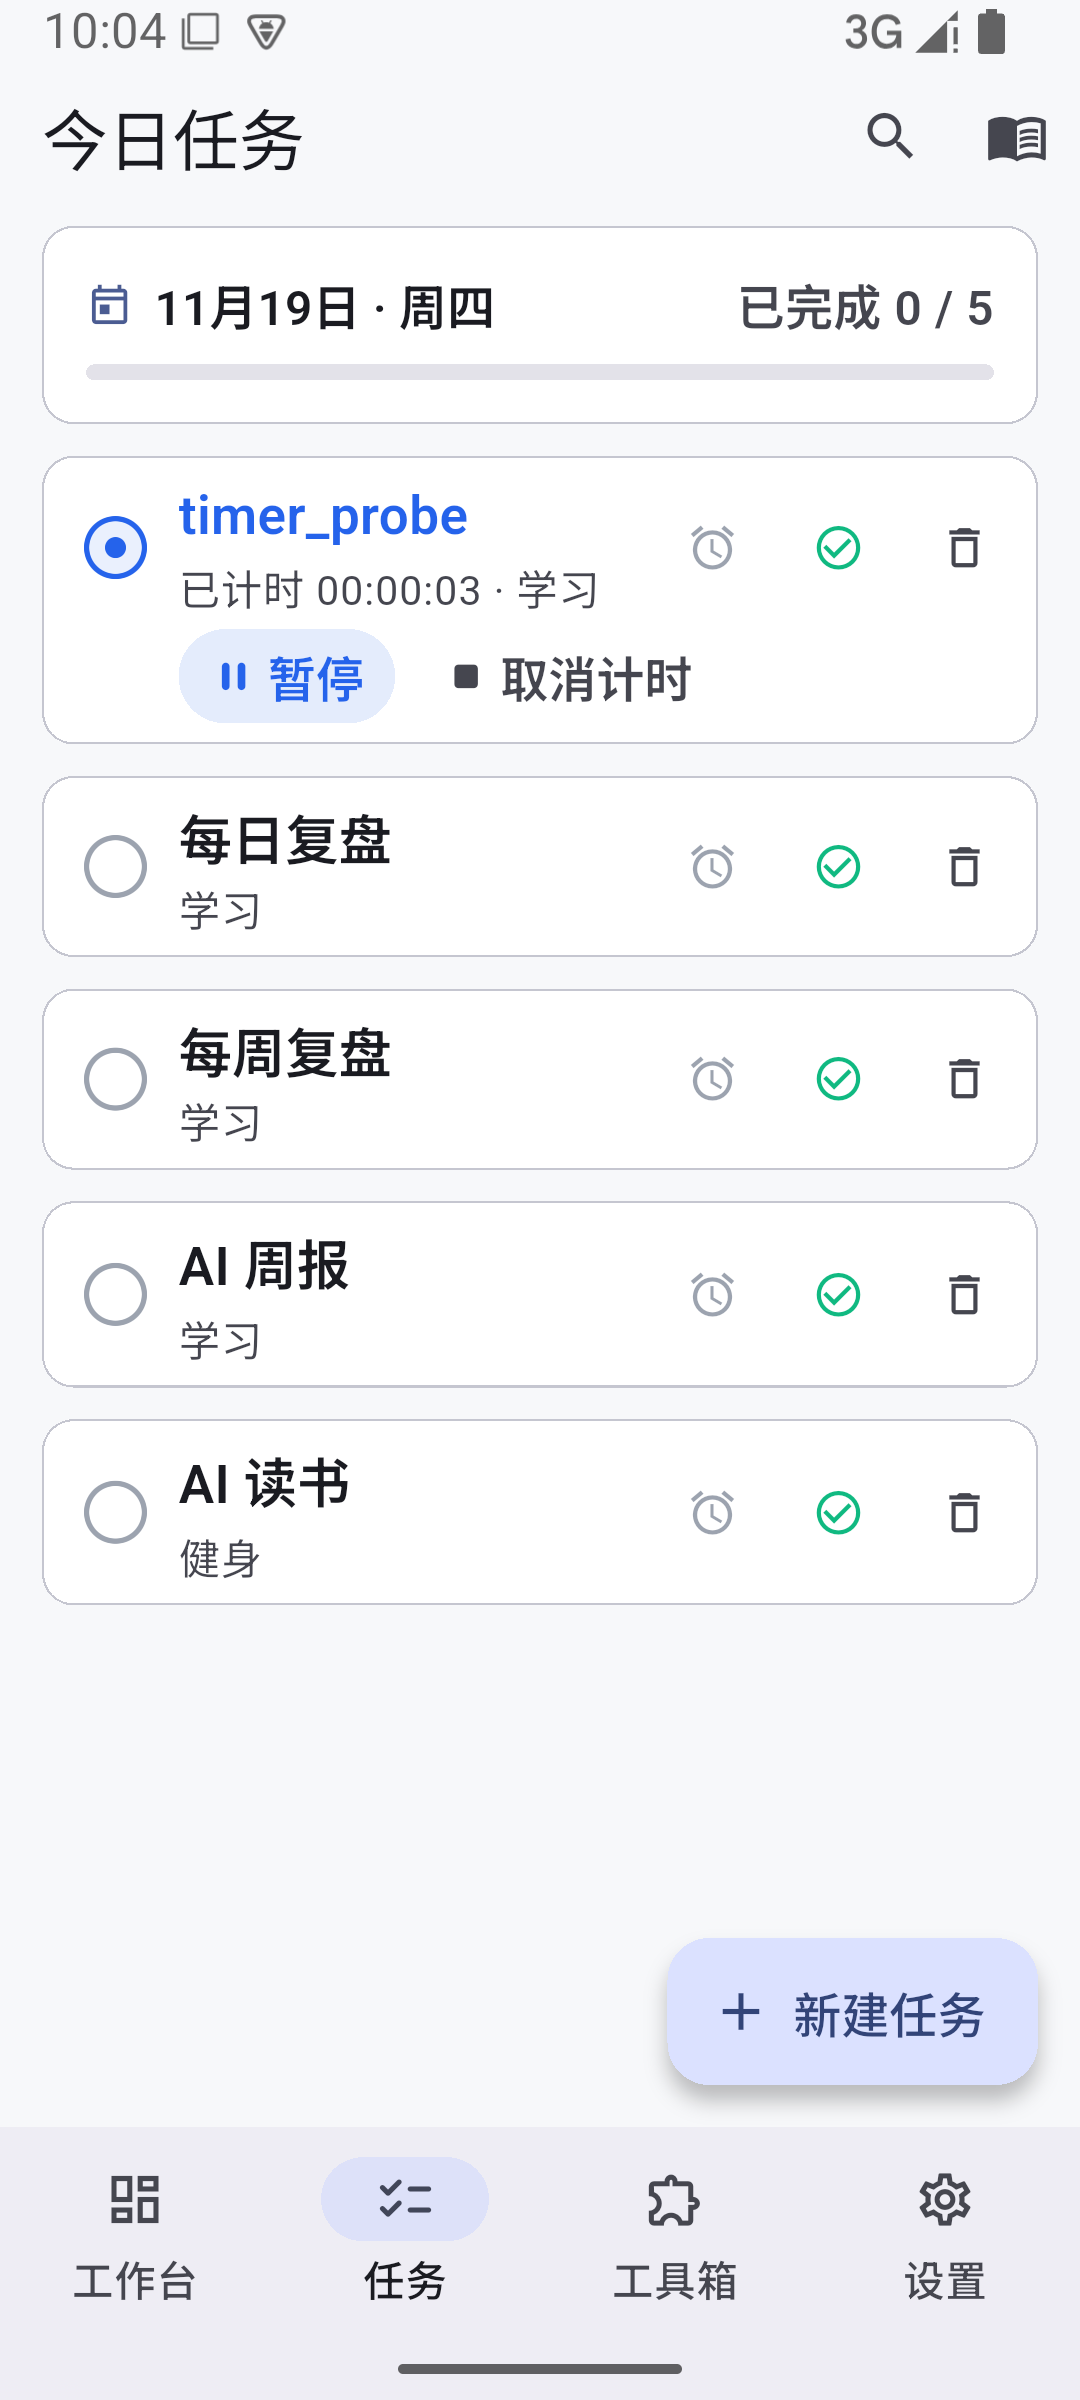 10:04 3G
今日任务
11月19日 · 周四 已完成 0 / 5
timer_probe
已计时 00:00:03 · 学习
暂停 取消计时
每日复盘
学习
每周复盘
学习
AI 周报
学习
AI 读书
健身
新建任务
工作台 任务 工具箱 设置